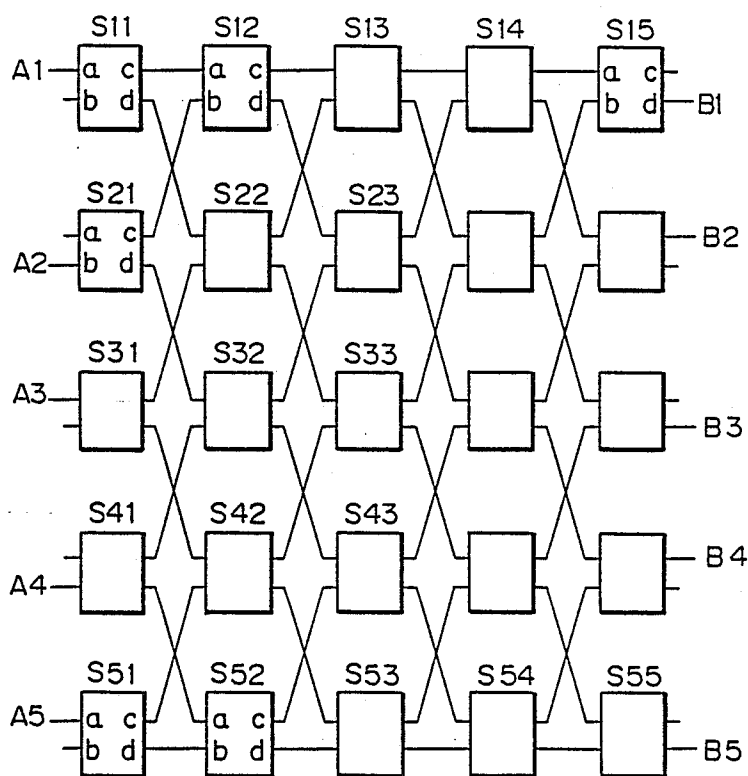 S11 S12 S13 S14 S15
A1 a c a c a c
b d b d b d B1
S21 S22 S23
a c B2
A2 b d
S31 S32 S33
A3
B3
S41 S42 S43
B4
A4
S51 S52 S53 S54 S55
A5 a c a c
b d b d B5